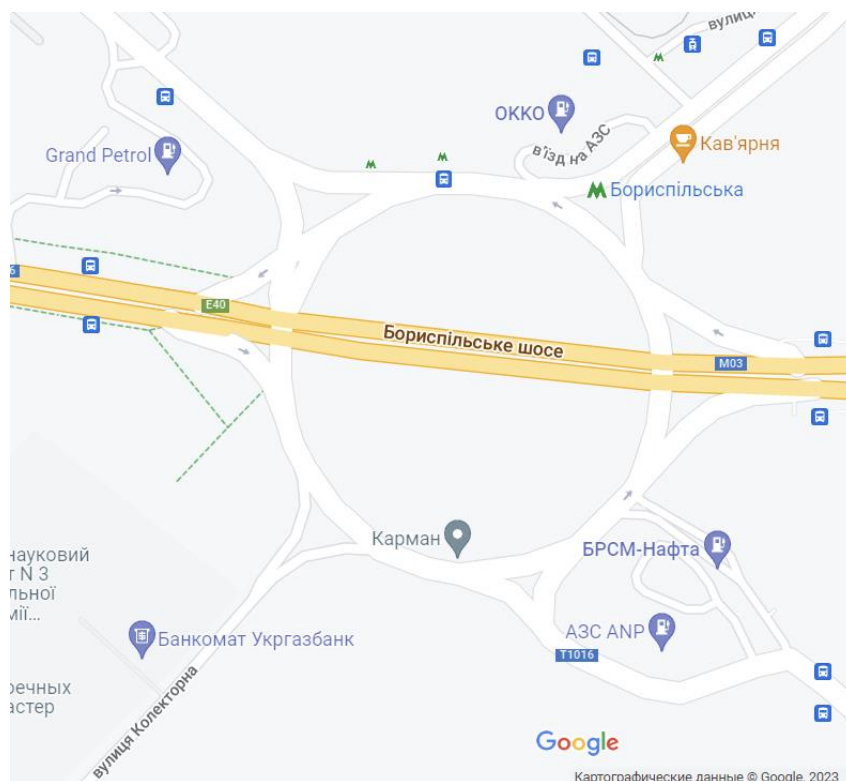 вулиц
ОККО
в'їзд на АЗС
Кав'ярня
Grand Petrol
Бориспільська
E40
Бориспільське шосе
M03
Карман
науковий
т N 3
льної
мії...
БРСМ-Нафта
Банкомат Укргазбанк
АЗС ANP
T1016
речных
астер
вулиця Колекторна
Google
Картографические данные © Google, 2023